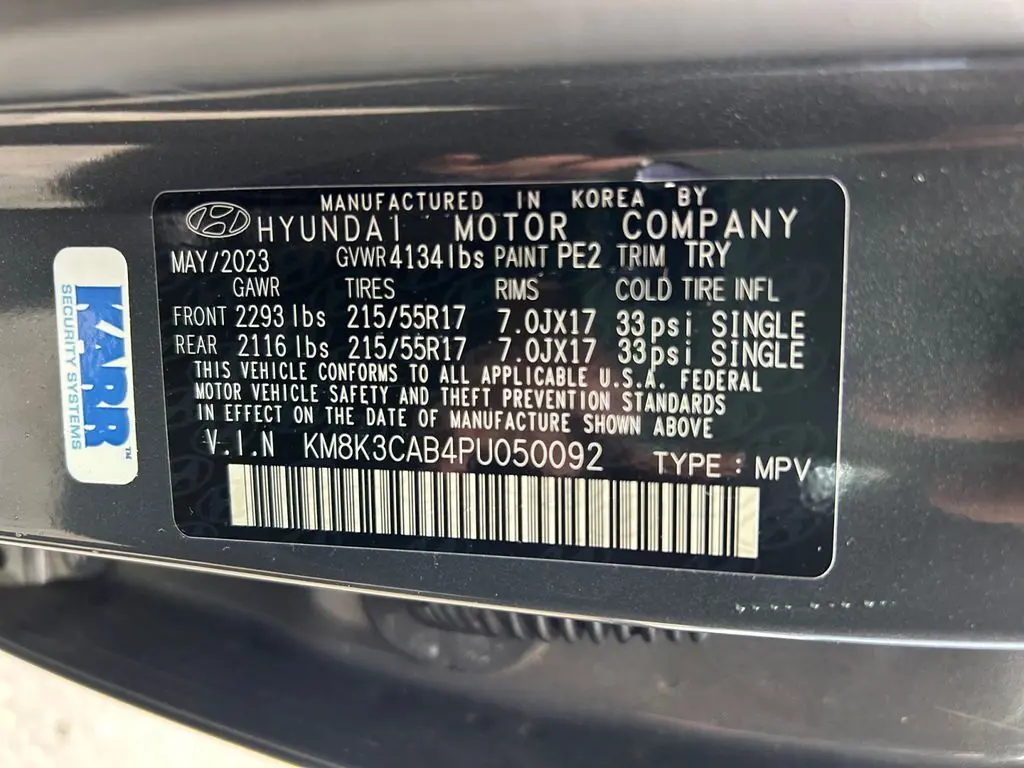 MANUFACTURED IN KOREA BY
HYUNDAI MOTOR COMPANY
MAY/2023 GVWR 4134 lbs PAINT PE2 TRIM TRY
GAWR TIRES RIMS COLD TIRE INFL
FRONT 2293 lbs 215/55R17 7.0JX17 33psi SINGLE
REAR 2116 lbs 215/55R17 7.0JX17 33psi SINGLE
THIS VEHICLE CONFORMS TO ALL APPLICABLE U.S.A. FEDERAL
MOTOR VEHICLE SAFETY AND THEFT PREVENTION STANDARDS
IN EFFECT ON THE DATE OF MANUFACTURE SHOWN ABOVE
V.I.N KM8K3CAB4PU050092 TYPE : MPV
KARR™
SECURITY SYSTEMS